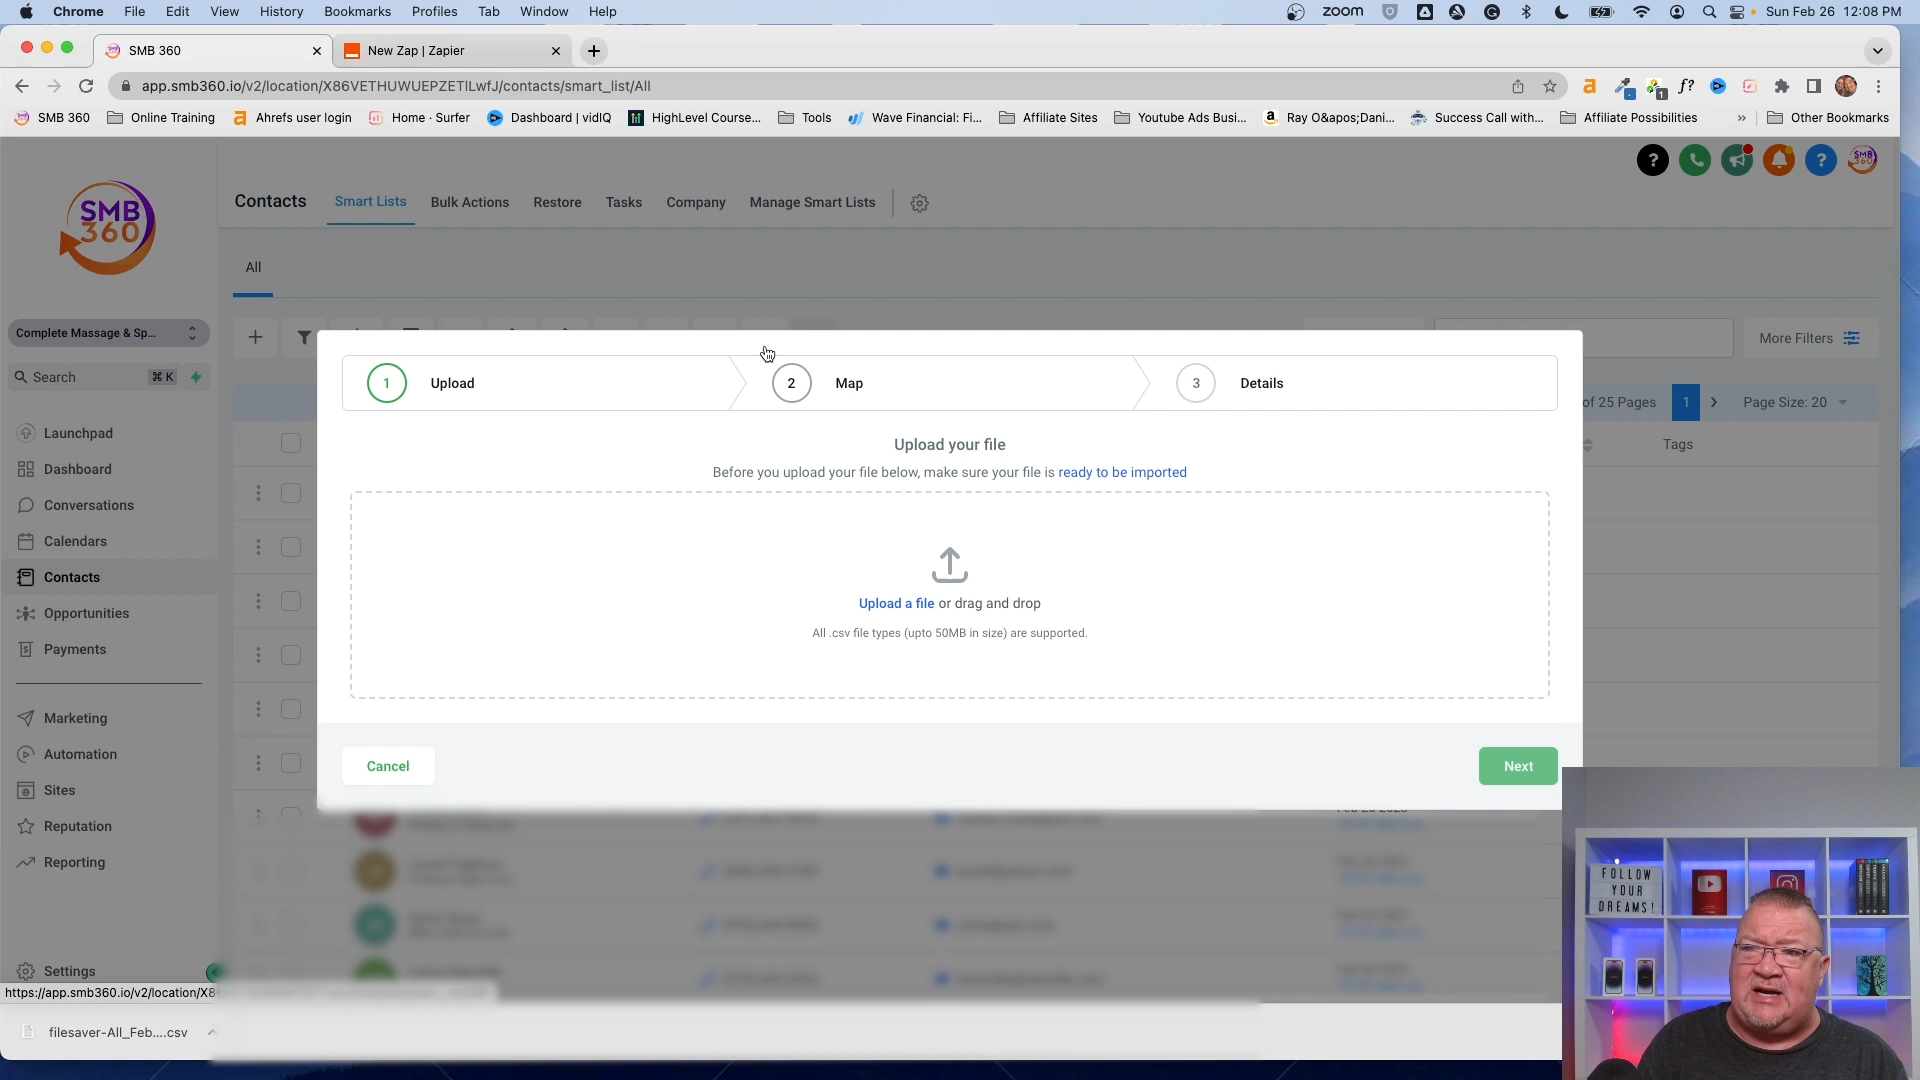 Chrome File Edit View History Bookmarks Profiles Tab Window Help
zoom Sun Feb 26 12:08 PM
SMB 360
New Zap | Zapier
app.smb360.io/v2/location/X86VETHUWUEPZETlLwfJ/contacts/smart_list/All
SMB 360 Online Training Ahrefs user login Home · Surfer Dashboard | vidIQ HighLevel Course... Tools Wave Financial: Fi... Affiliate Sites Youtube Ads Busi... Ray O&apos;Dani... Success Call with... Affiliate Possibilities » Other Bookmarks
SMB
360
Contacts Smart Lists Bulk Actions Restore Tasks Company Manage Smart Lists
All
Complete Massage & Sp...
More Filters
Search ⌘ K
1 Upload
2 Map
3 Details
of 25 Pages 1 Page Size: 20
Tags
Upload your file
Before you upload your file below, make sure your file is ready to be imported
Upload a file or drag and drop
All .csv file types (upto 50MB in size) are supported.
Cancel
Next
Launchpad
Dashboard
Conversations
Calendars
Contacts
Opportunities
Payments
Marketing
Automation
Sites
Reputation
Reporting
Settings
https://app.smb360.io/v2/location/X8
filesaver-All_Feb....csv
FOLLOW
YOUR
DREAMS!